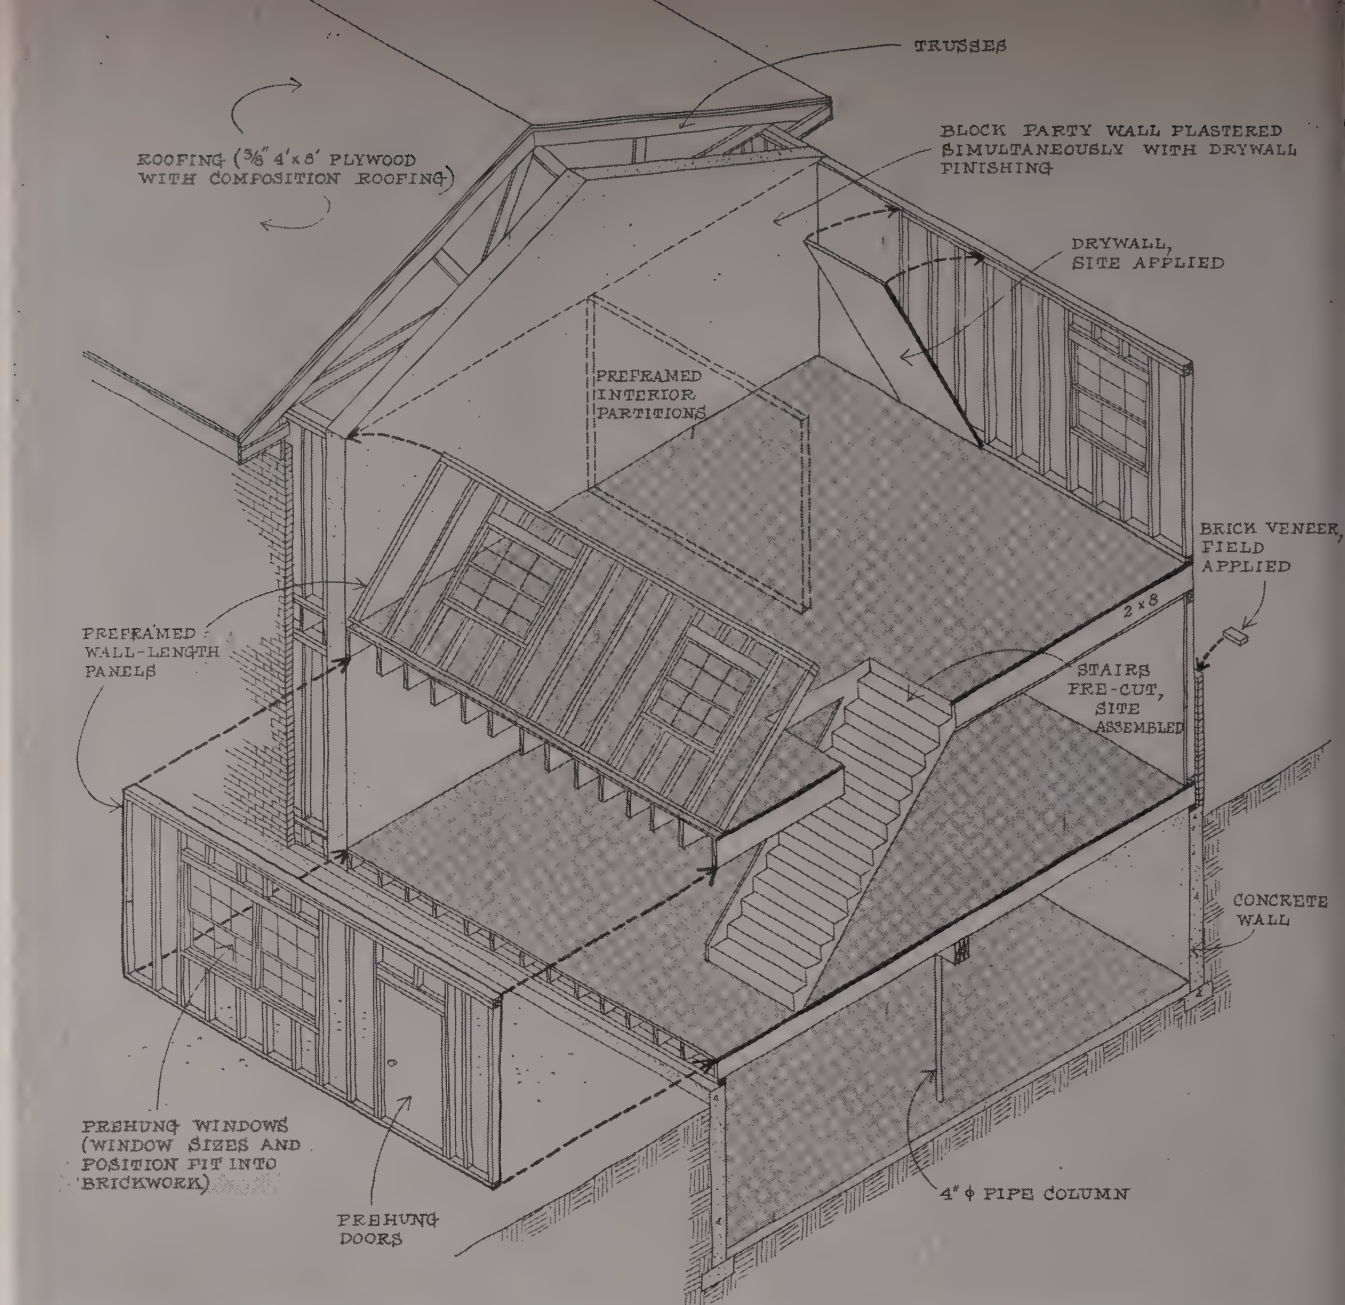 TRUSSES
BLOCK PARTY WALL PLASTERED
SIMULTANEOUSLY WITH DRYWALL
FINISHING
ROOFING (3/8" 4'x8' PLYWOOD
WITH COMPOSITION ROOFING)
DRYWALL,
SITE APPLIED
PREFRAMED
INTERIOR
PARTITIONS
BRICK VENEER,
FIELD
APPLIED
2 x 8
PREFRAMED
WALL-LENGTH
PANELS
STAIRS
PRE-CUT,
SITE
ASSEMBLED
CONCRETE
WALL
PREHUNG WINDOWS
(WINDOW SIZES AND
POSITION FIT INTO
BRICKWORK)
4" ϕ PIPE COLUMN
PREHUNG
DOORS